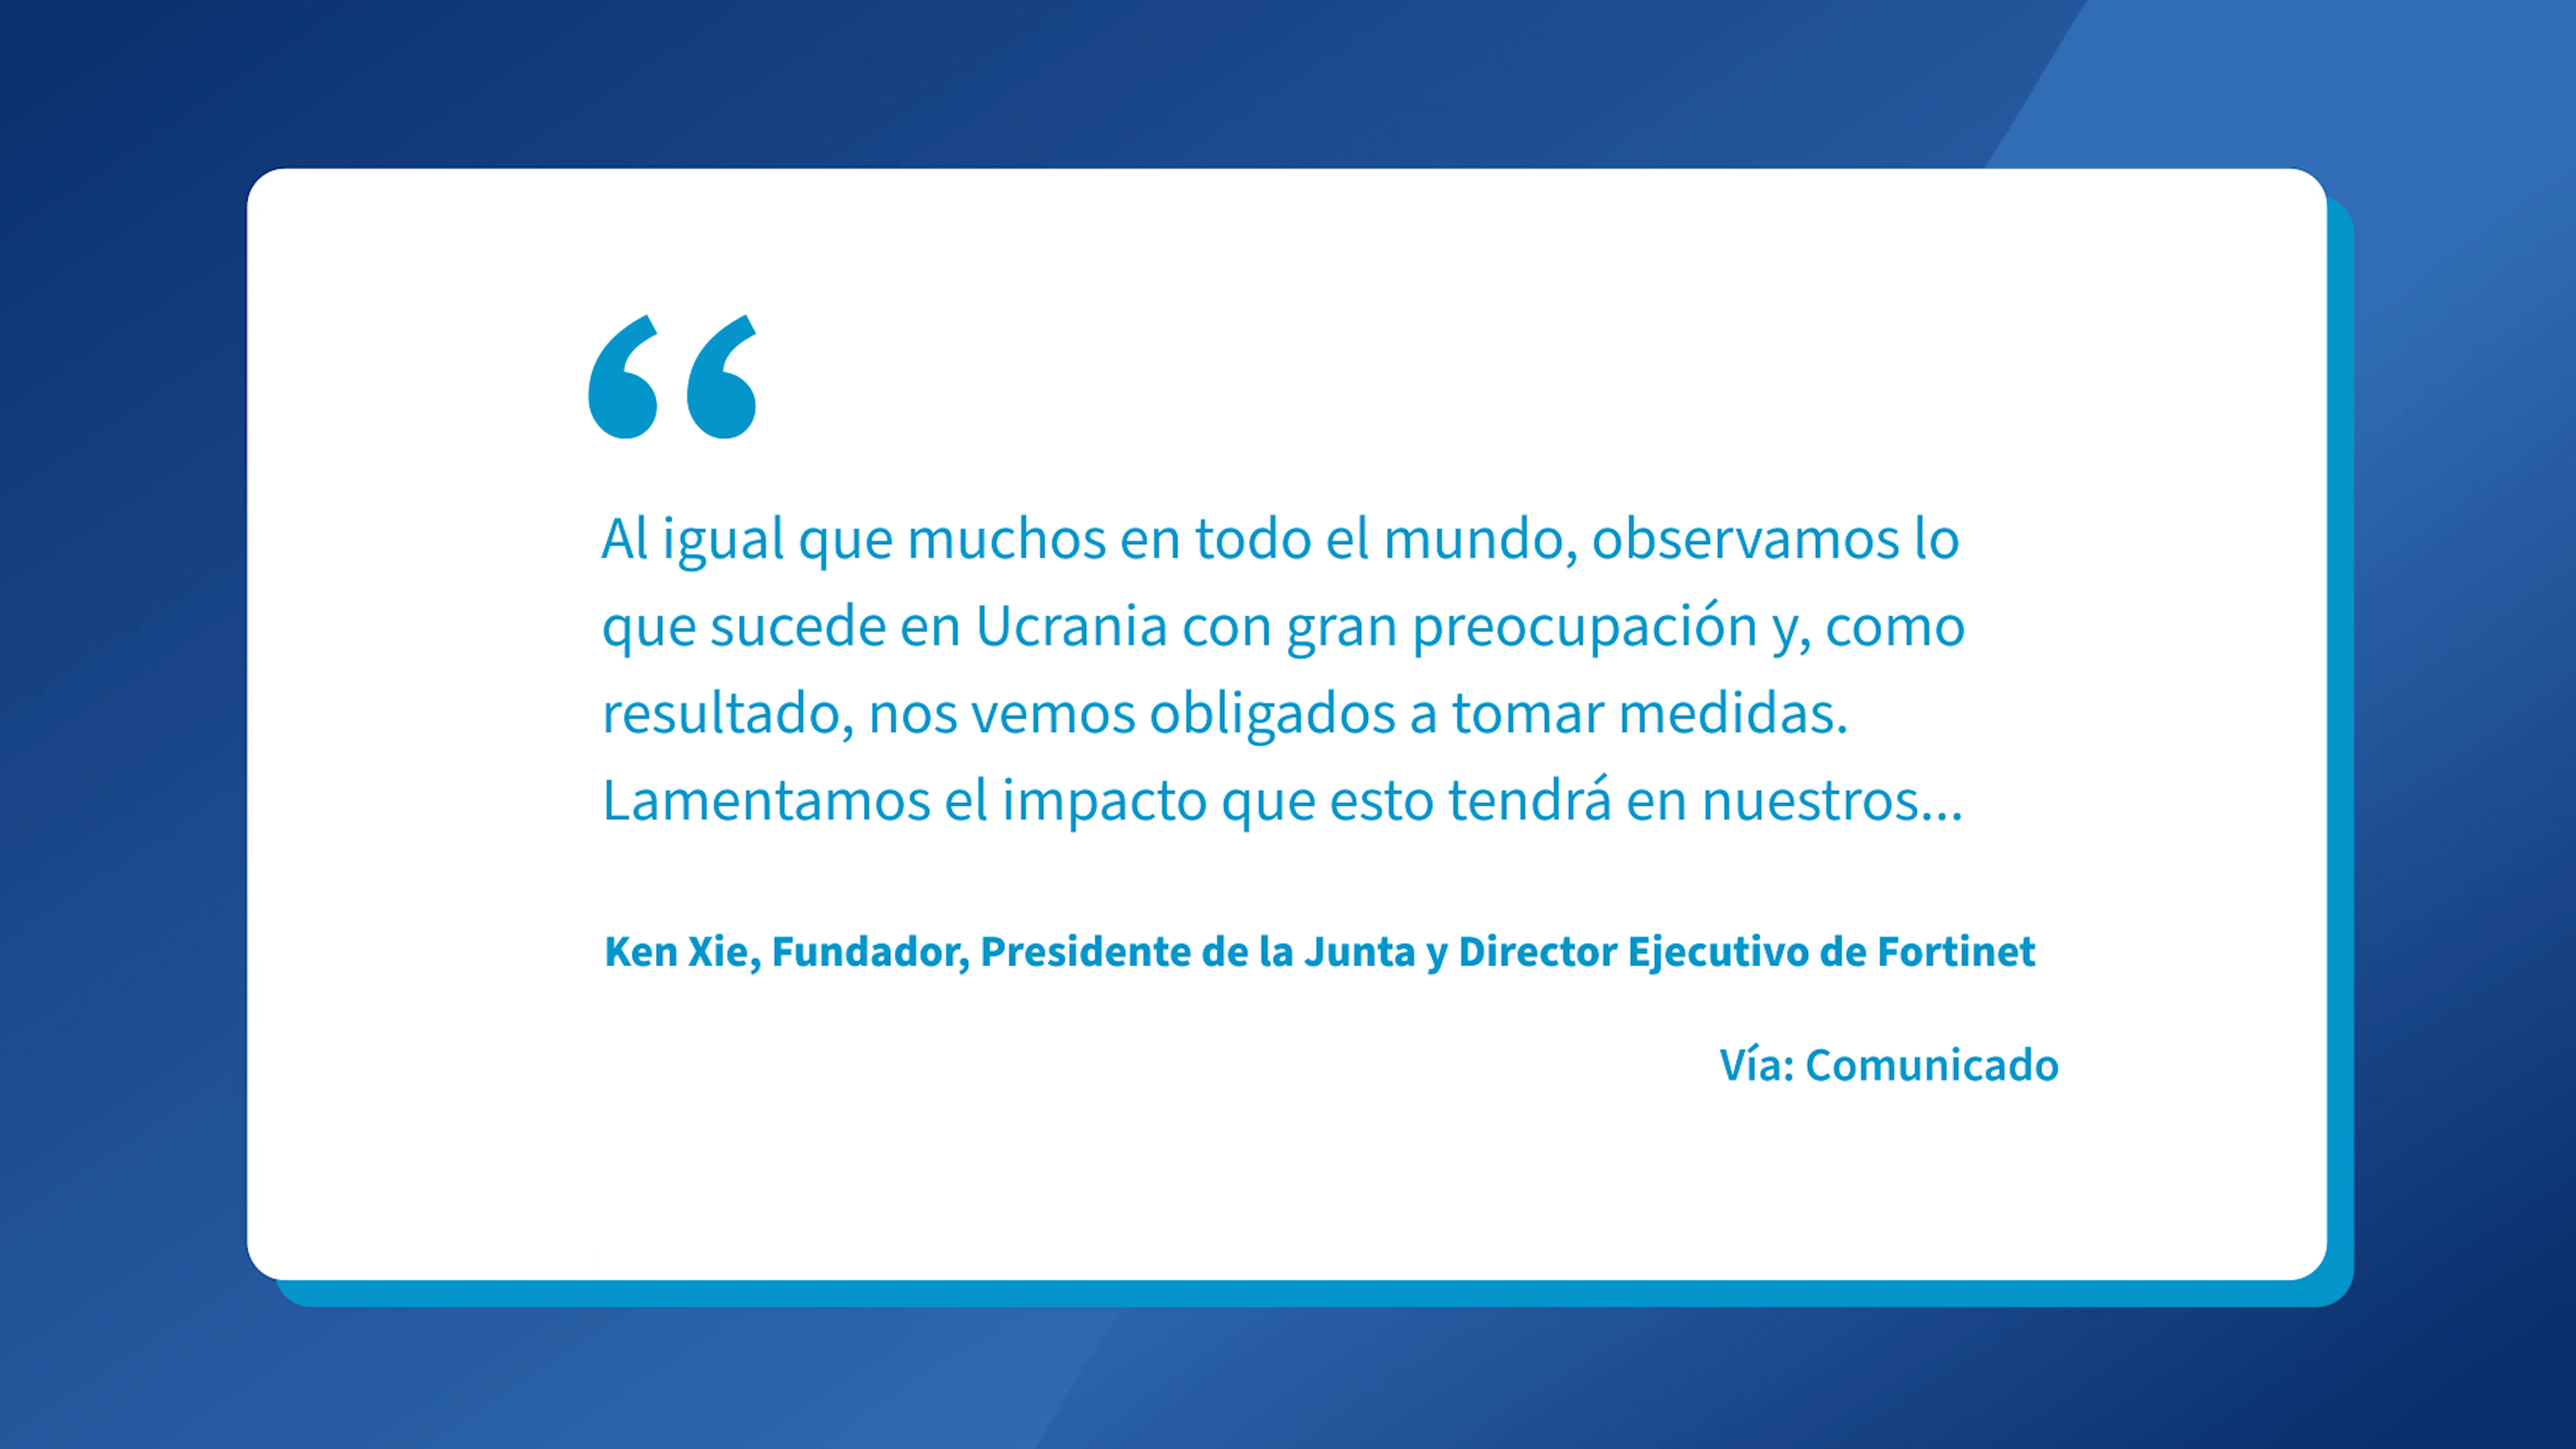 “
Al igual que muchos en todo el mundo, observamos lo
que sucede en Ucrania con gran preocupación y, como
resultado, nos vemos obligados a tomar medidas.
Lamentamos el impacto que esto tendrá en nuestros...
Ken Xie, Fundador, Presidente de la Junta y Director Ejecutivo de Fortinet
Vía: Comunicado